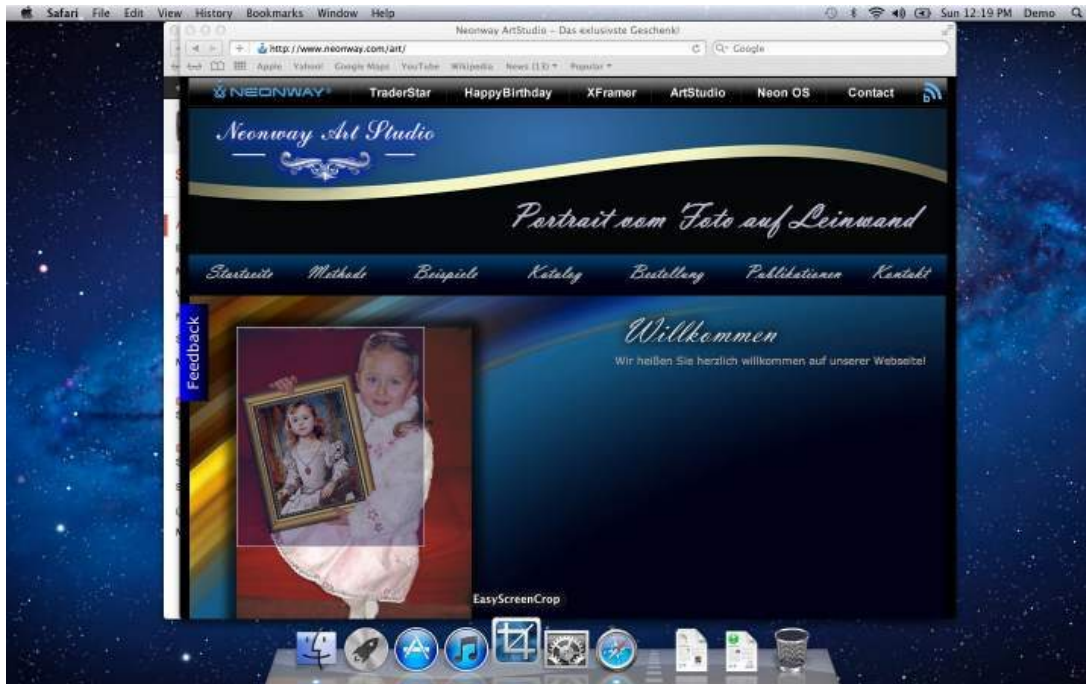 Safari File Edit View History Bookmarks Window Help Sun 12:19 PM Demo
Neonway ArtStudio – Das exlusivste Geschenk!
http://www.neonway.com/art/ Google
Apple Yahoo! Google Maps YouTube Wikipedia News (13) Popular
NEONWAY TraderStar HappyBirthday XFramer ArtStudio Neon OS Contact
Neonway Art Studio
Portrait vom Foto auf Leinwand
Startseite Methode Beispiele Katalog Bestellung Publikationen Kontakt
Feedback
Willkommen
Wir heißen Sie herzlich willkommen auf unserer Webseite!
EasyScreenCrop